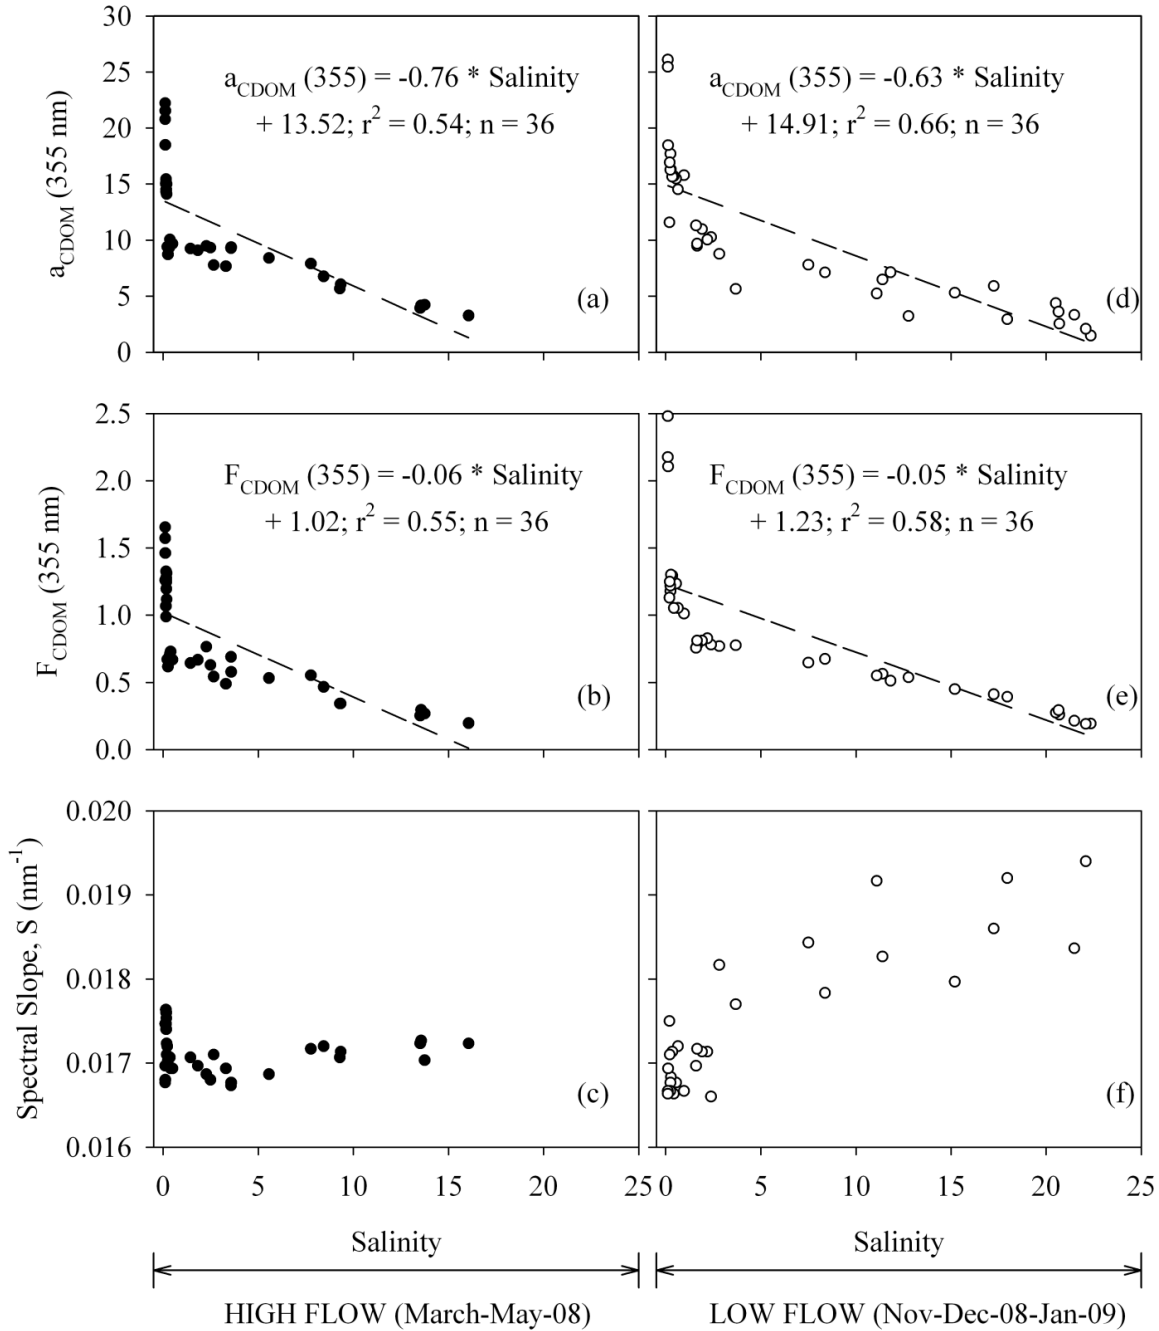 30
25
20
15
10
5
0
a_CDOM (355 nm)
a_CDOM (355) = -0.76 * Salinity
+ 13.52; r² = 0.54; n = 36
(a)
a_CDOM (355) = -0.63 * Salinity
+ 14.91; r² = 0.66; n = 36
(d)
2.5
2.0
1.5
1.0
0.5
0.0
F_CDOM (355 nm)
F_CDOM (355) = -0.06 * Salinity
+ 1.02; r² = 0.55; n = 36
(b)
F_CDOM (355) = -0.05 * Salinity
+ 1.23; r² = 0.58; n = 36
(e)
0.020
0.019
0.018
0.017
0.016
Spectral Slope, S (nm⁻¹)
(c)
(f)
0 5 10 15 20 25
0 5 10 15 20 25
Salinity
Salinity
HIGH FLOW (March-May-08)
LOW FLOW (Nov-Dec-08-Jan-09)